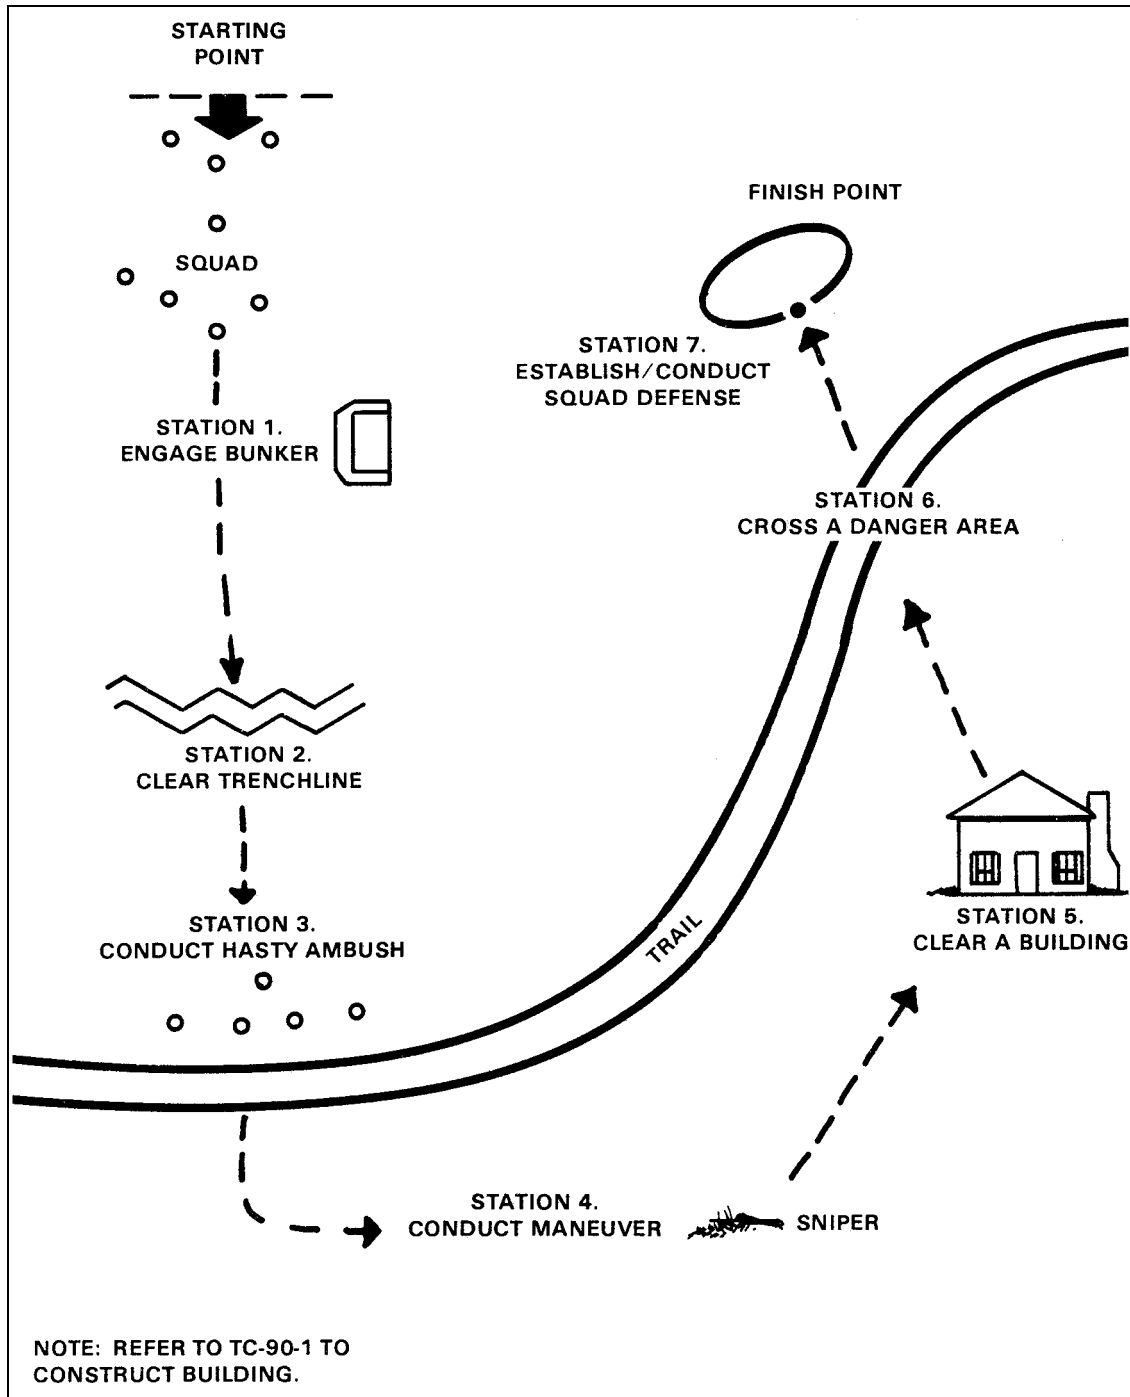 STARTING
POINT
SQUAD
STATION 1.
ENGAGE BUNKER
STATION 2.
CLEAR TRENCHLINE
STATION 3.
CONDUCT HASTY AMBUSH
TRAIL
STATION 4.
CONDUCT MANEUVER
SNIPER
STATION 5.
CLEAR A BUILDING
STATION 6.
CROSS A DANGER AREA
STATION 7.
ESTABLISH/CONDUCT
SQUAD DEFENSE
FINISH POINT
NOTE: REFER TO TC-90-1 TO
CONSTRUCT BUILDING.